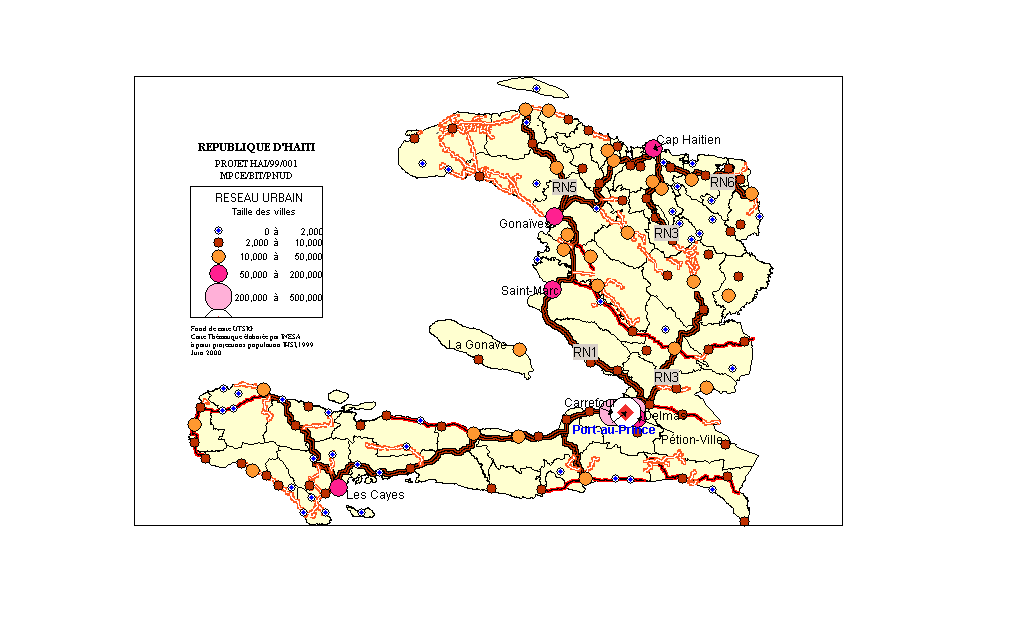 REPUBLIQUE D'HAITI
PROJET HAI/99/001
MPCE/BIT/PNUD
RESEAU URBAIN
Taille des villes
0 à 2,000
2,000 à 10,000
10,000 à 50,000
50,000 à 200,000
200,000 à 500,000
Juin 2000
Cap Haitien
RN6
RN5
Gonaïves
RN3
Saint-Marc
La Gonave
RN1
RN3
Carrefour
Delmas
Port-au-Prince
Pétion-Ville
Les Cayes